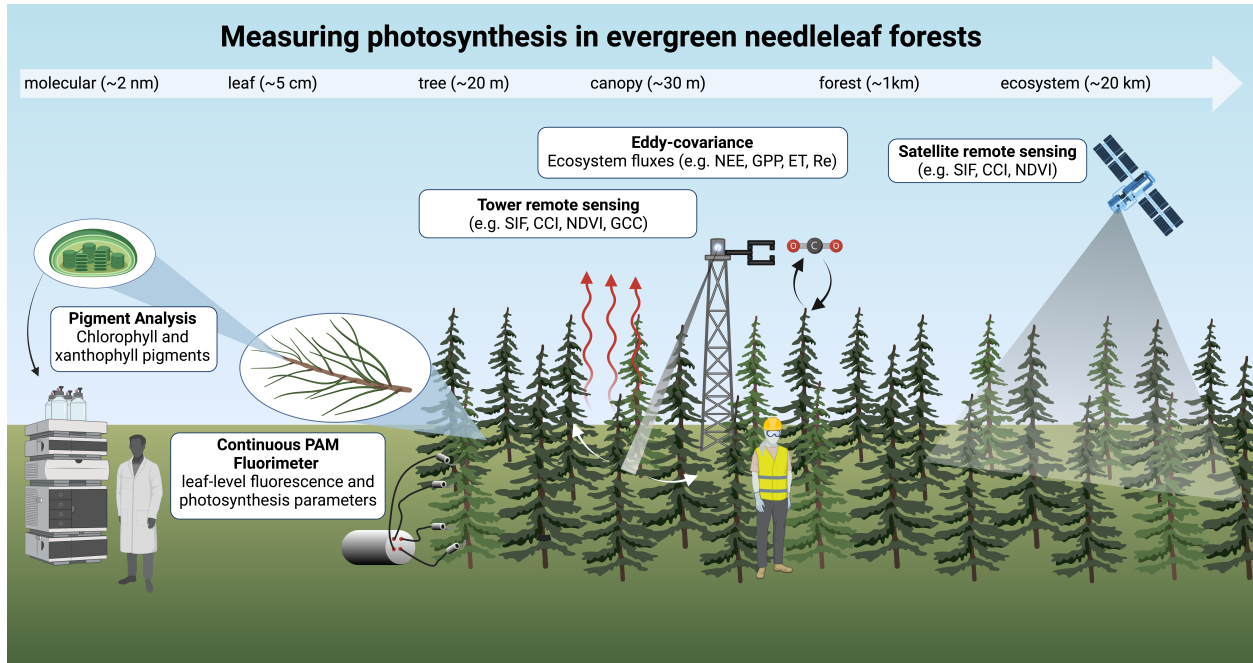 Measuring photosynthesis in evergreen needleleaf forests
molecular (~2 nm)
leaf (~5 cm)
tree (~20 m)
canopy (~30 m)
forest (~1km)
ecosystem (~20 km)
Eddy-covariance
Ecosystem fluxes (e.g. NEE, GPP, ET, Re)
Satellite remote sensing
(e.g. SIF, CCI, NDVI)
Tower remote sensing
(e.g. SIF, CCI, NDVI, GCC)
O C O
Pigment Analysis
Chlorophyll and
xanthophyll pigments
Continuous PAM
Fluorimeter
leaf-level fluorescence and
photosynthesis parameters